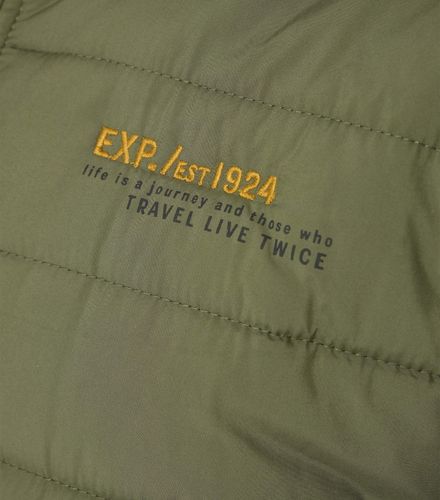 EXP./EST1924
life is a journey and those who
TRAVEL LIVE TWICE